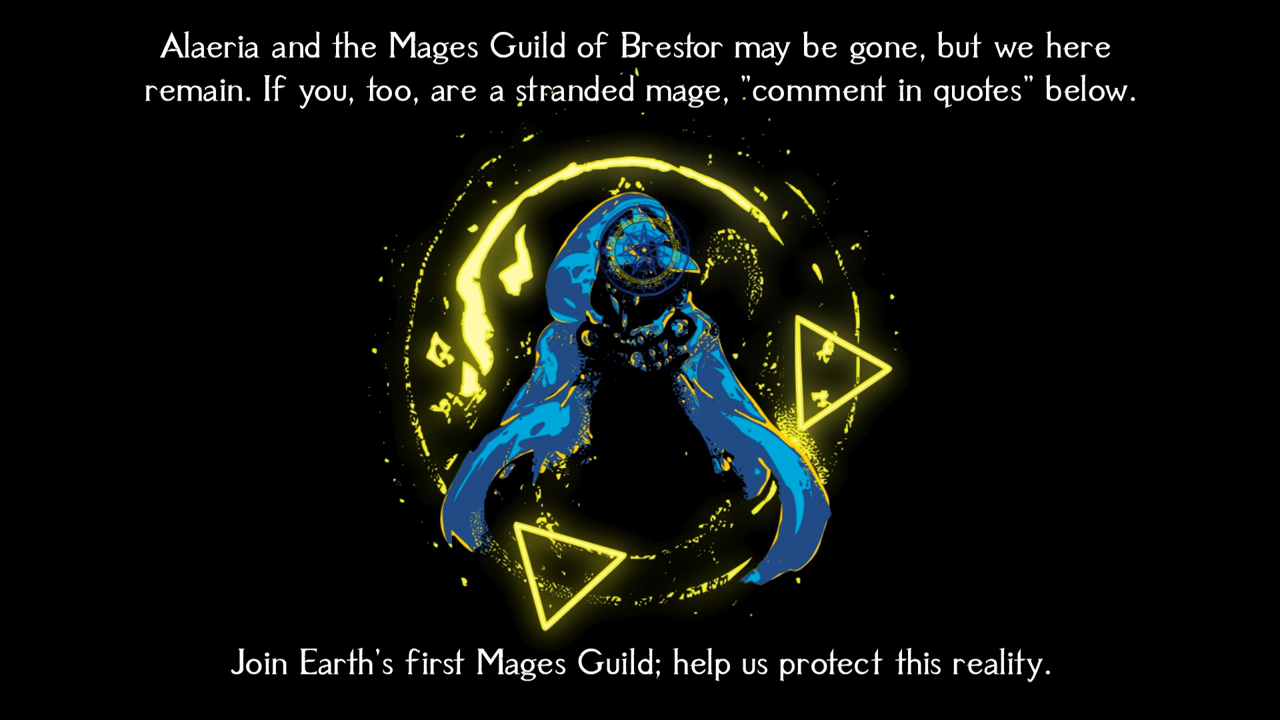 Alaeria and the Mages Guild of Brestor may be gone, but we here
remain. If you, too, are a stranded mage, "comment in quotes" below.
Join Earth's first Mages Guild; help us protect this reality.